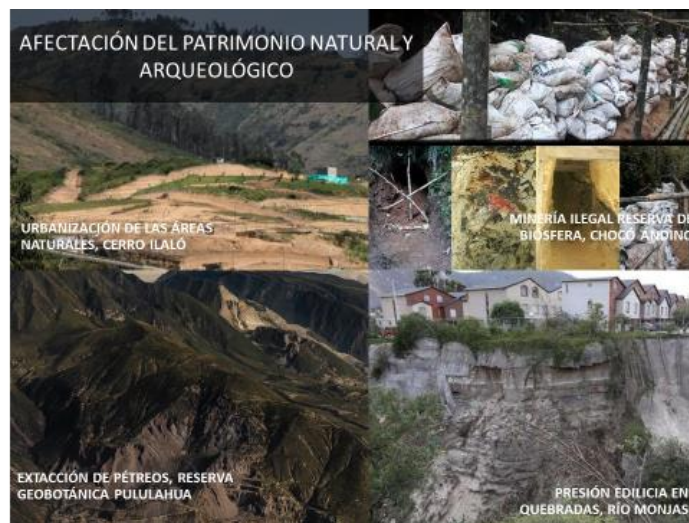 AFECTACIÓN DEL PATRIMONIO NATURAL Y
ARQUEOLÓGICO
URBANIZACIÓN DE LAS ÁREAS
NATURALES, CERRO ILALÓ
MINERÍA ILEGAL RESERVA DE
BIÓSFERA, CHOCÓ ANDINO
EXTACCIÓN DE PÉTREOS, RESERVA
GEOBOTÁNICA PULULAHUA
PRESIÓN EDILICIA EN
QUEBRADAS, RÍO MONJAS